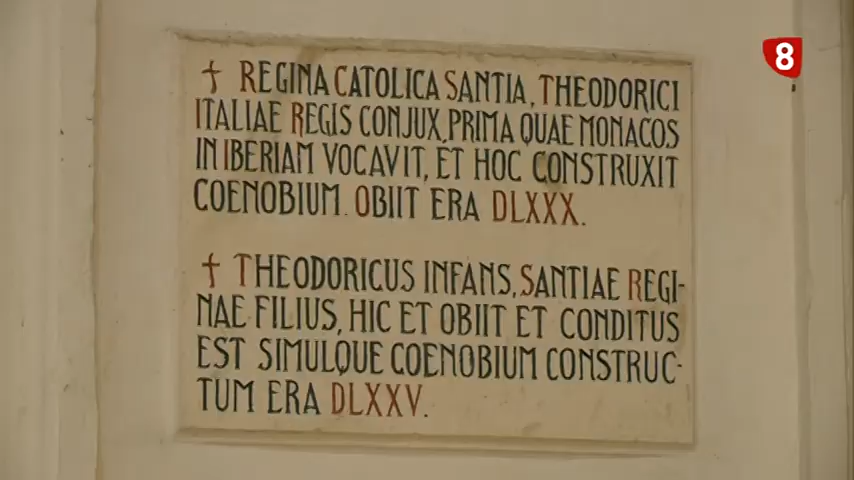 8
† REGINA CATOLICA SANTIA, THEODORICI
ITALIAE REGIS CONJUX, PRIMA QUAE MONACOS
IN IBERIAM VOCAVIT, ET HOC CONSTRUXIT
COENOBIUM. OBIIT ERA DLXXX.
† THEODORICUS INFANS, SANTIAE REGI-
NAE FILIUS, HIC ET OBIIT ET CONDITUS
EST SIMULQUE COENOBIUM CONSTRUC-
TUM ERA DLXXV.